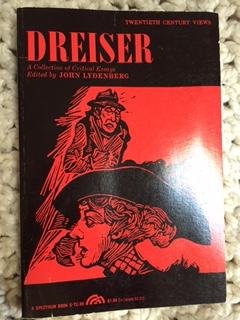 TWENTIETH CENTURY VIEWS
DREISER
A Collection of Critical Essays
Edited by JOHN LYDENBERG
A SPECTRUM BOOK